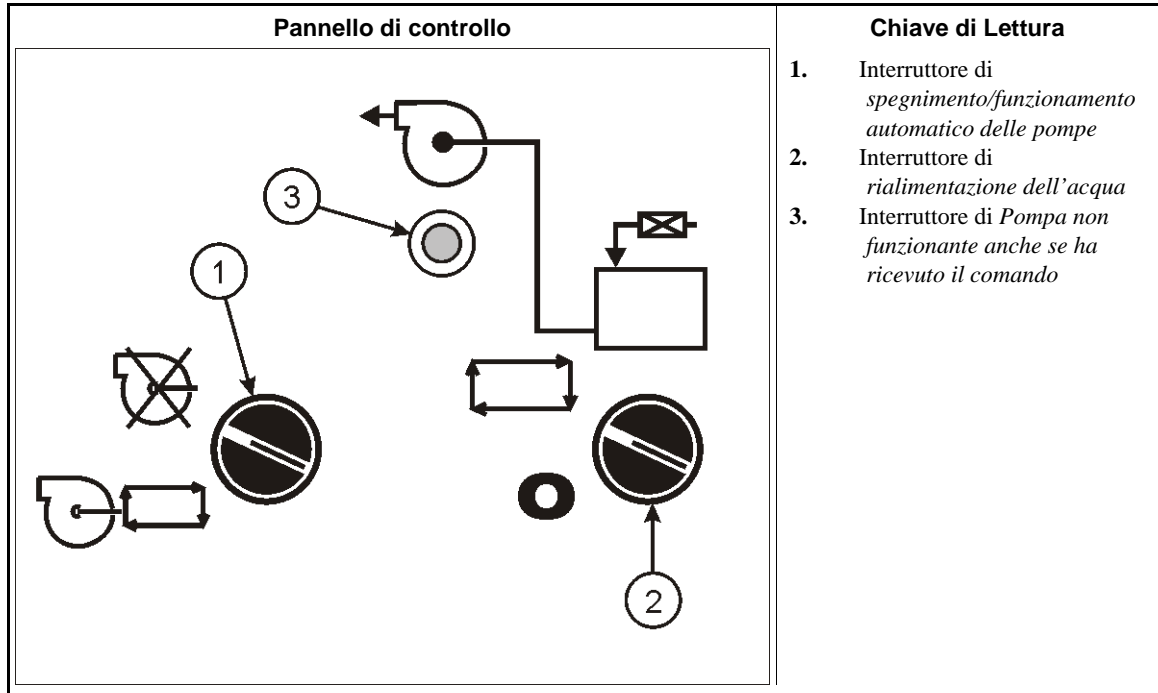 Pannello di controllo
Chiave di Lettura
1. Interruttore di
spegnimento/funzionamento
automatico delle pompe
2. Interruttore di
rialimentazione dell'acqua
3. Interruttore di Pompa non
funzionante anche se ha
ricevuto il comando
3
1
2